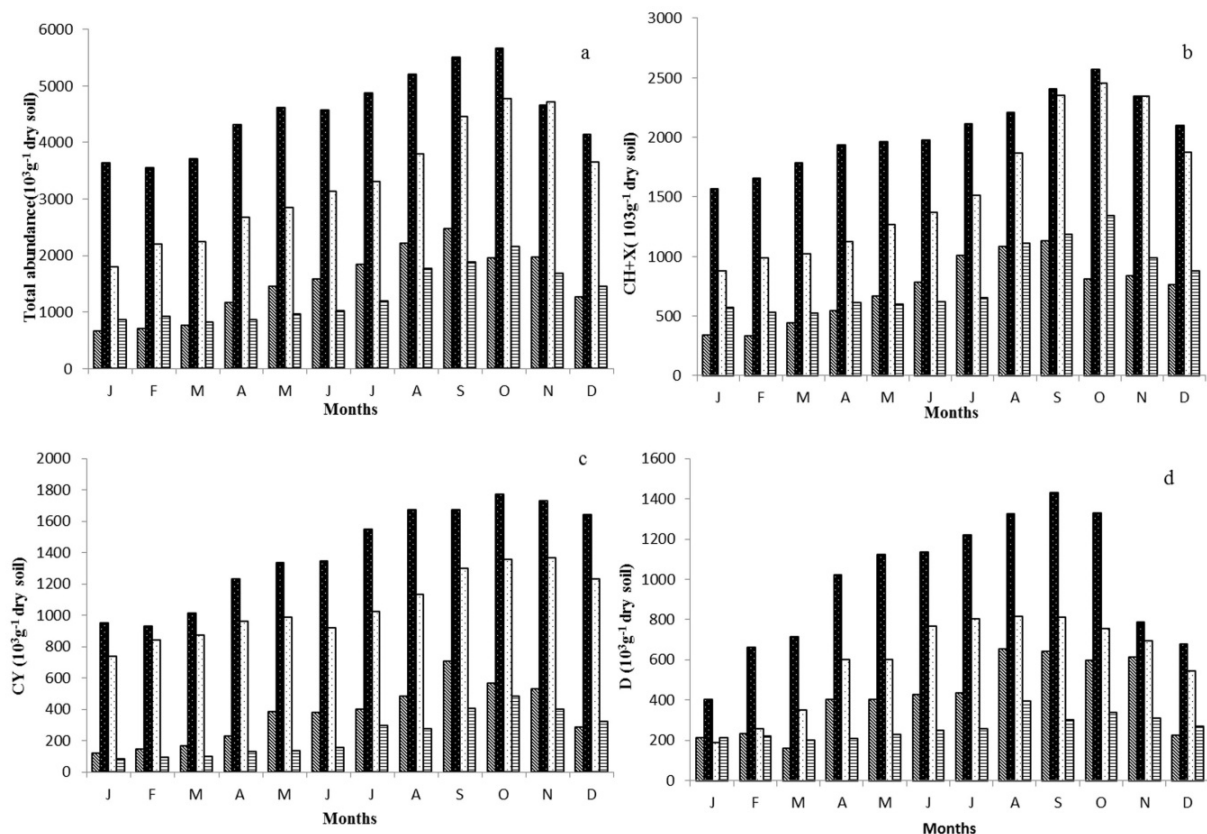 a
Total abundance(10³g⁻¹ dry soil)
6000
5000
4000
3000
2000
1000
0
J F M A M J J A S O N D
Months
b
CH+X( 103g⁻¹ dry soil)
3000
2500
2000
1500
1000
500
0
J F M A M J J A S O N D
Months
c
CY (10³g⁻¹ dry soil)
2000
1800
1600
1400
1200
1000
800
600
400
200
0
J F M A M J J A S O N D
Months
d
D (10³g⁻¹ dry soil)
1600
1400
1200
1000
800
600
400
200
0
J F M A M J J A S O N D
Months